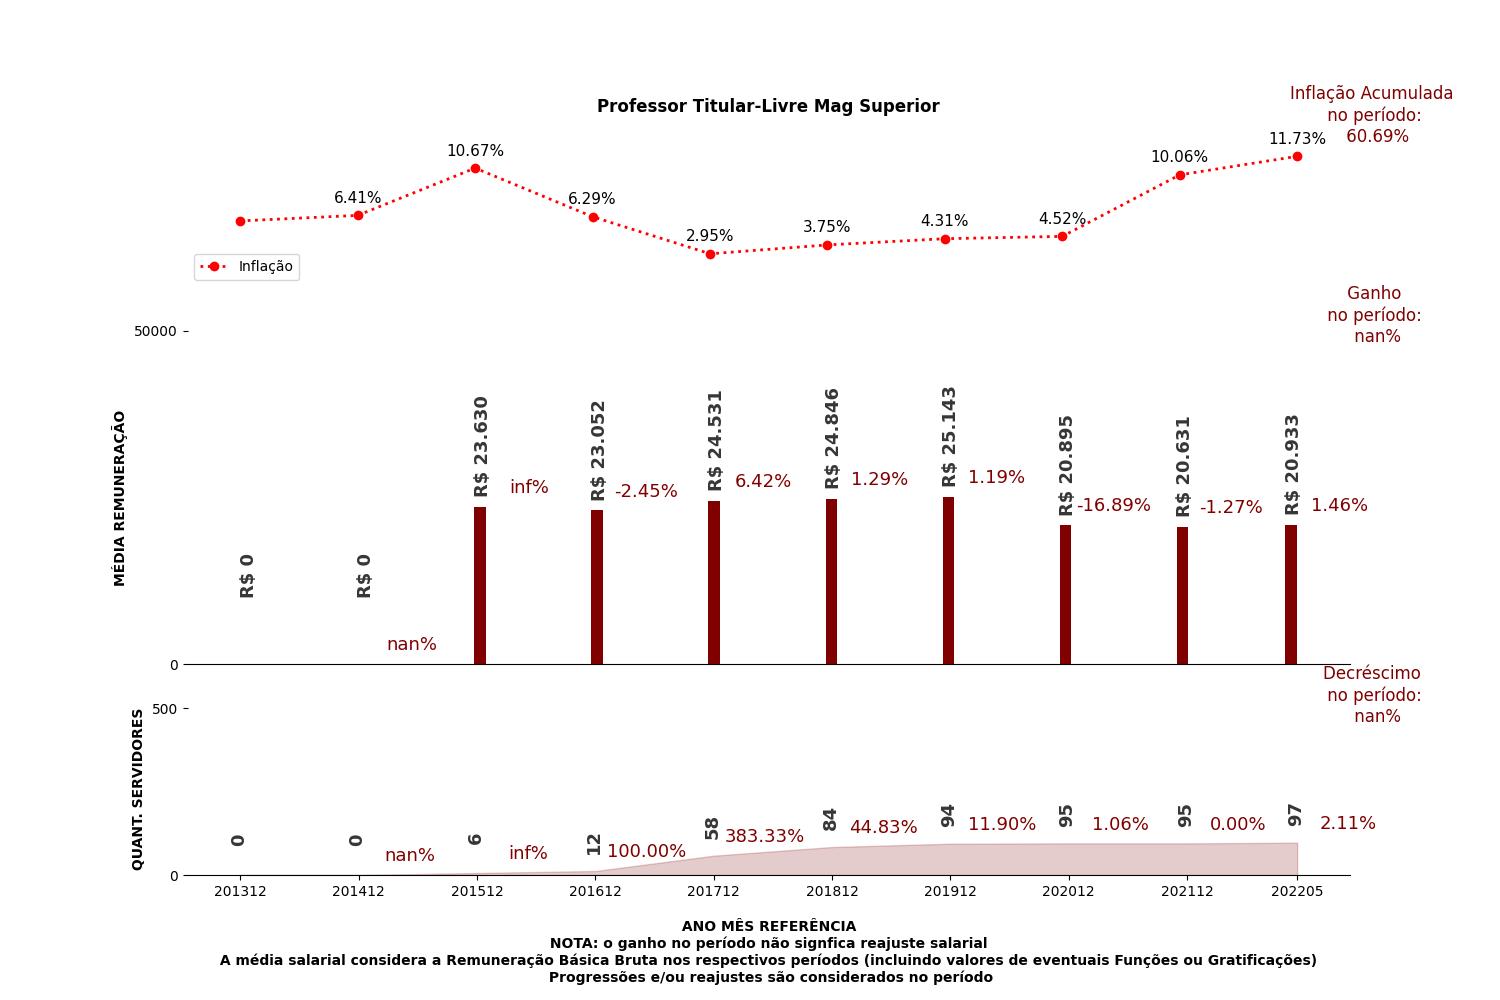 Professor Titular-Livre Mag Superior
Inflação Acumulada
no período:
60.69%
6.41%
10.67%
6.29%
2.95%
3.75%
4.31%
4.52%
10.06%
11.73%
Inflação
Ganho
no período:
nan%
50000
0
MÉDIA REMUNERAÇÃO
R$ 0
R$ 0
R$ 23.630
R$ 23.052
R$ 24.531
R$ 24.846
R$ 25.143
R$ 20.895
R$ 20.631
R$ 20.933
nan%
inf%
-2.45%
6.42%
1.29%
1.19%
-16.89%
-1.27%
1.46%
Decréscimo
no período:
nan%
500
0
QUANT. SERVIDORES
0
0
6
12
58
84
94
95
95
97
nan%
inf%
100.00%
383.33%
44.83%
11.90%
1.06%
0.00%
2.11%
201312
201412
201512
201612
201712
201812
201912
202012
202112
202205
ANO MÊS REFERÊNCIA
NOTA: o ganho no período não signfica reajuste salarial
A média salarial considera a Remuneração Básica Bruta nos respectivos períodos (incluindo valores de eventuais Funções ou Gratificações)
Progressões e/ou reajustes são considerados no período